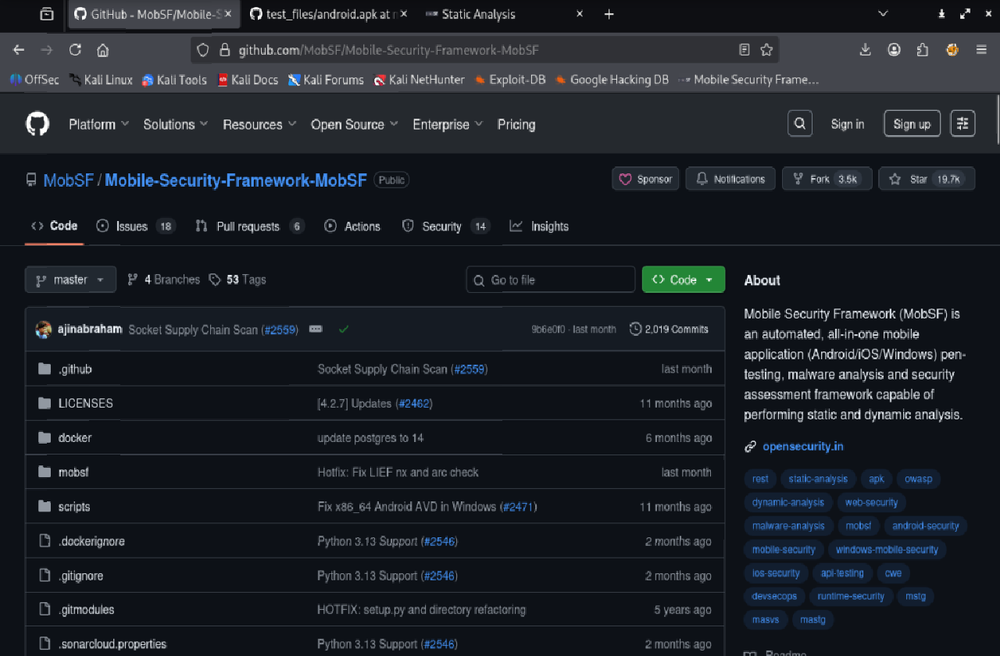 GitHub - MobSF/Mobile-S test_files/android.apk at Static Analysis
github.com/MobSF/Mobile-Security-Framework-MobSF
OffSec Kali Linux Kali Tools Kali Docs Kali Forums Kali NetHunter Exploit-DB Google Hacking DB Mobile Security Frame…
Platform Solutions Resources Open Source Enterprise Pricing Sign in Sign up
MobSF / Mobile-Security-Framework-MobSF Public Sponsor Notifications Fork 3.5k Star 19.7k
Code Issues 18 Pull requests 6 Actions Security 14 Insights
master 4 Branches 53 Tags Go to file Code
ajinabraham Socket Supply Chain Scan (#2559) 9b6e0f0 · last month 2,019 Commits
.github Socket Supply Chain Scan (#2559) last month
LICENSES [4.2.7] Updates (#2462) 11 months ago
docker update postgres to 14 6 months ago
mobsf Hotfix: Fix LIEF nx and arc check last month
scripts Fix x86_64 Android AVD in Windows (#2471) 11 months ago
.dockerignore Python 3.13 Support (#2546) 2 months ago
.gitignore Python 3.13 Support (#2546) 2 months ago
.gitmodules HOTFIX: setup.py and directory refactoring 5 years ago
.sonarcloud.properties Python 3.13 Support (#2546) 2 months ago
About
Mobile Security Framework (MobSF) is
an automated, all-in-one mobile
application (Android/iOS/Windows) pen-
testing, malware analysis and security
assessment framework capable of
performing static and dynamic analysis.
opensecurity.in
rest static-analysis apk owasp
dynamic-analysis web-security
malware-analysis mobsf android-security
mobile-security windows-mobile-security
ios-security api-testing cwe
devsecops runtime-security mstg
masvs mastg
Readme